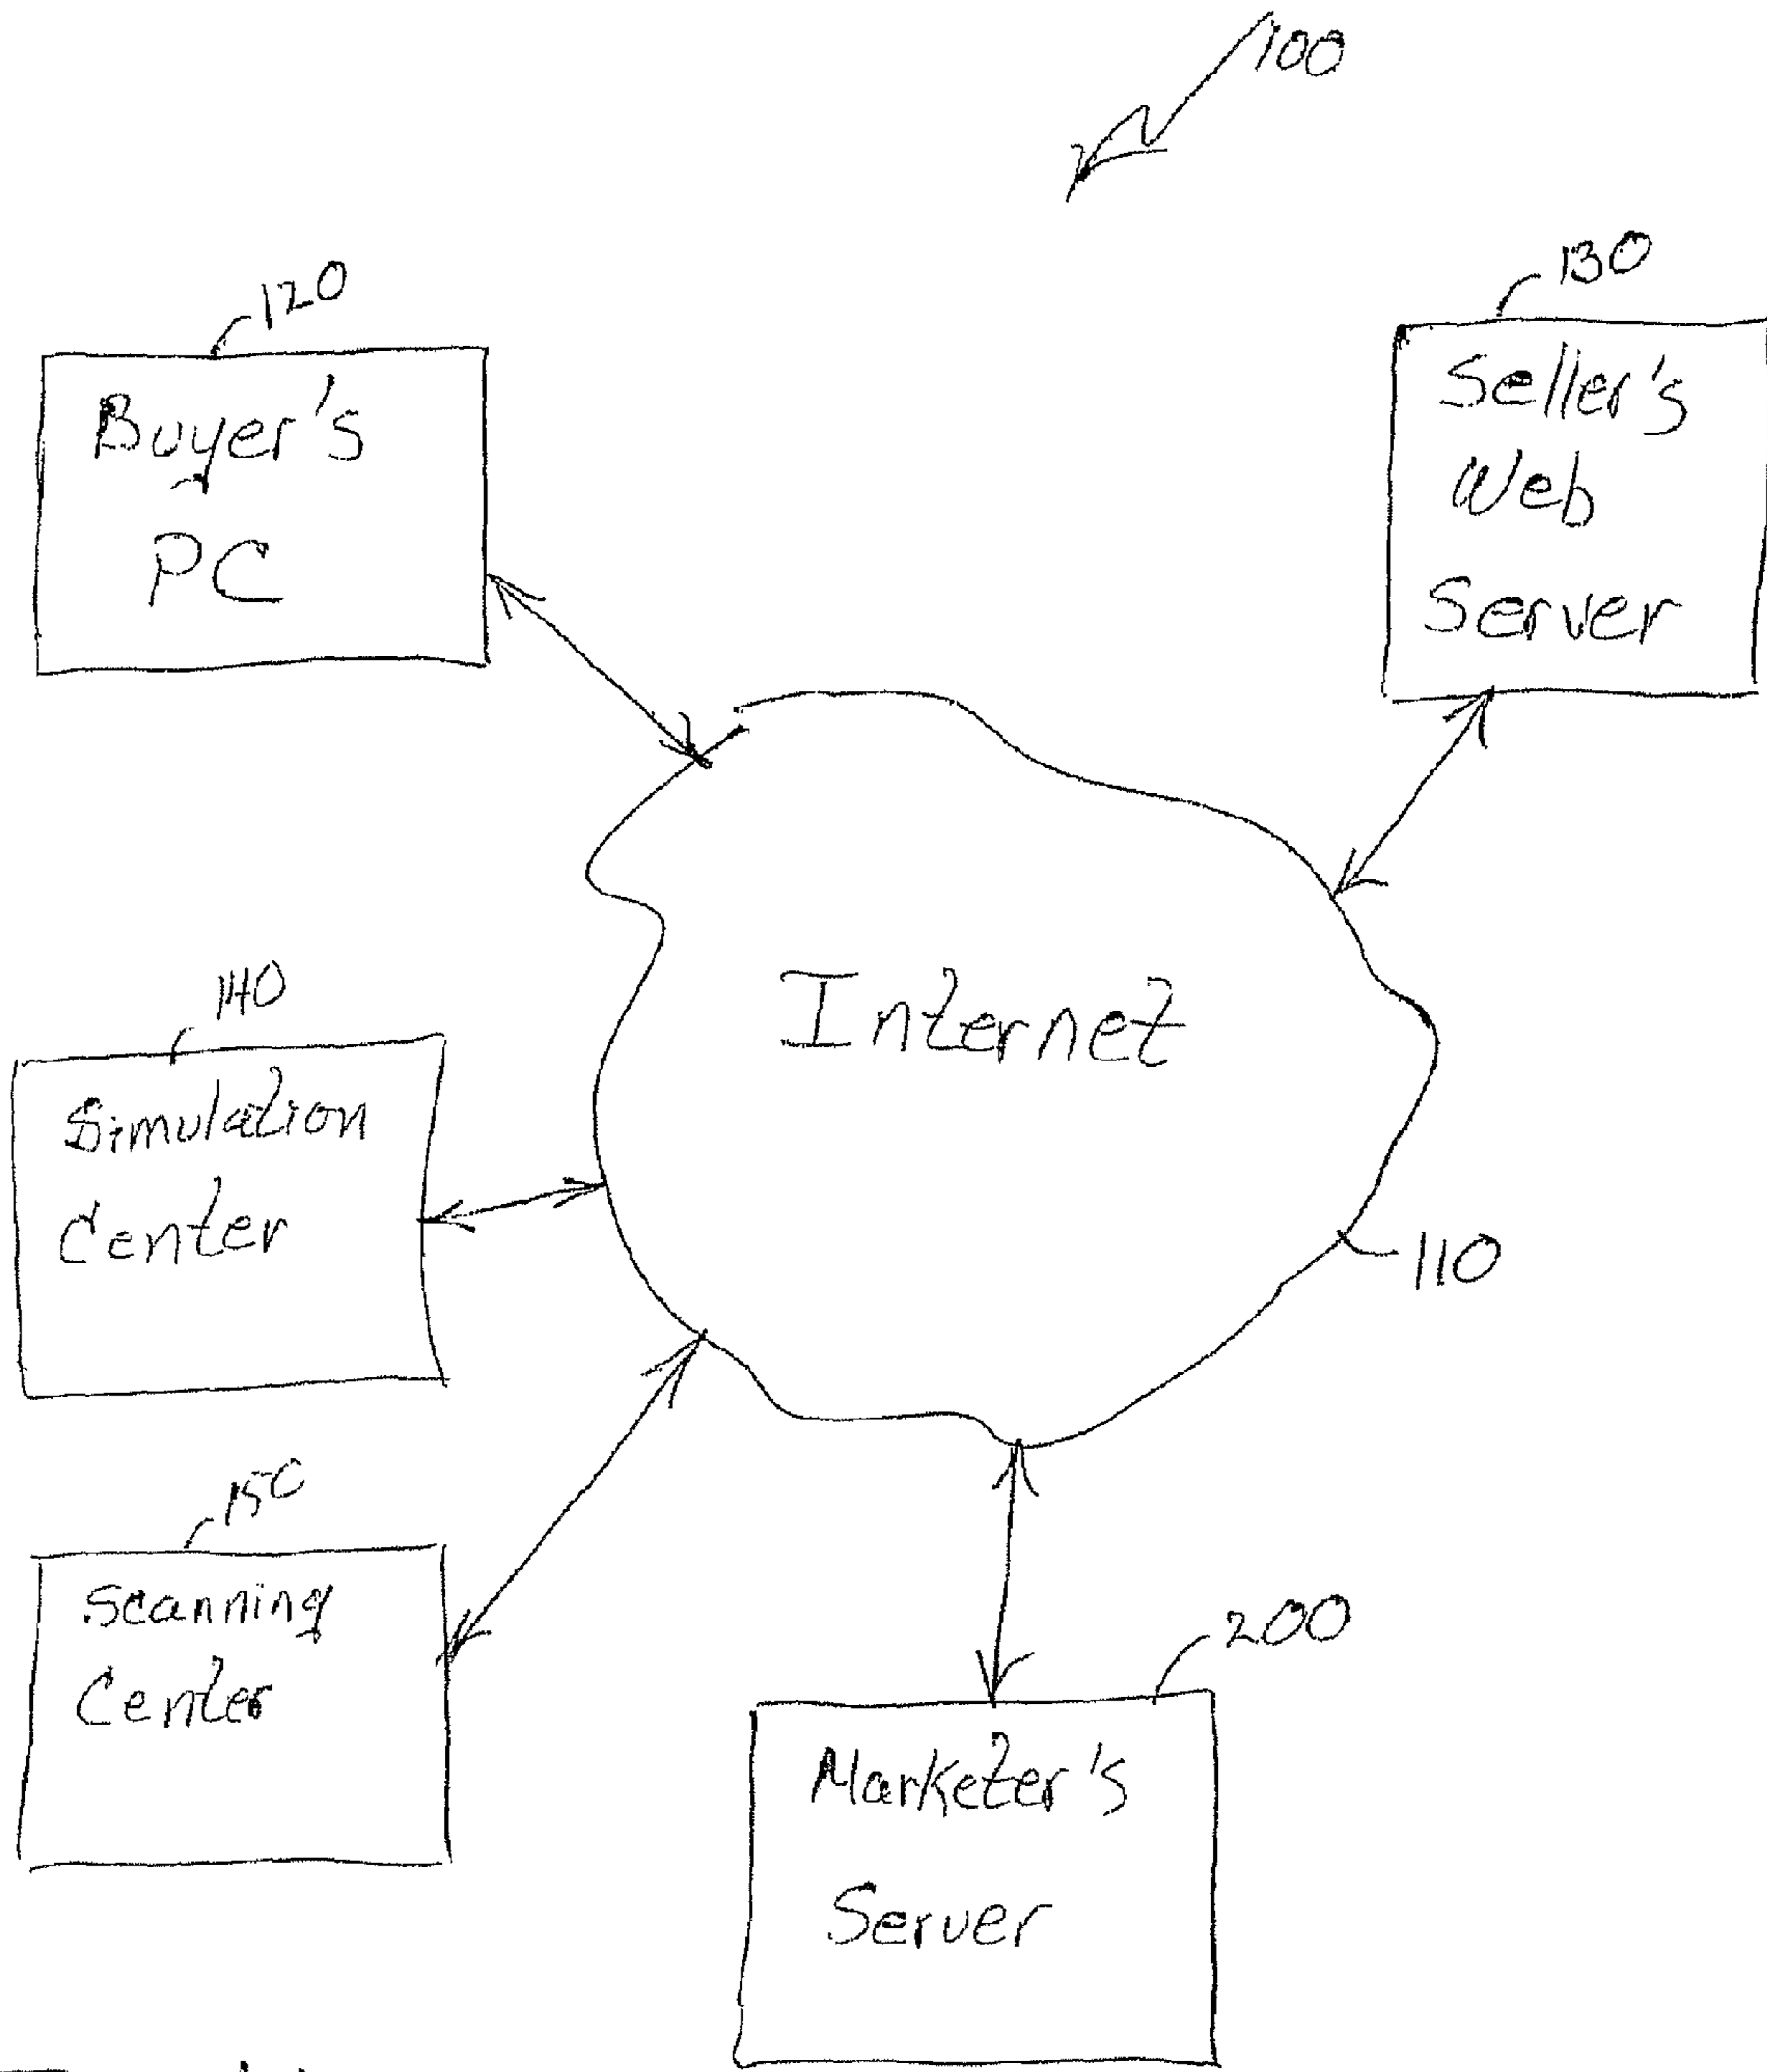 100
120
Buyer's
PC
130
Seller's
Web
Server
Internet
140
Simulation
Center
110
150
Scanning
Center
200
Marketer's
Server